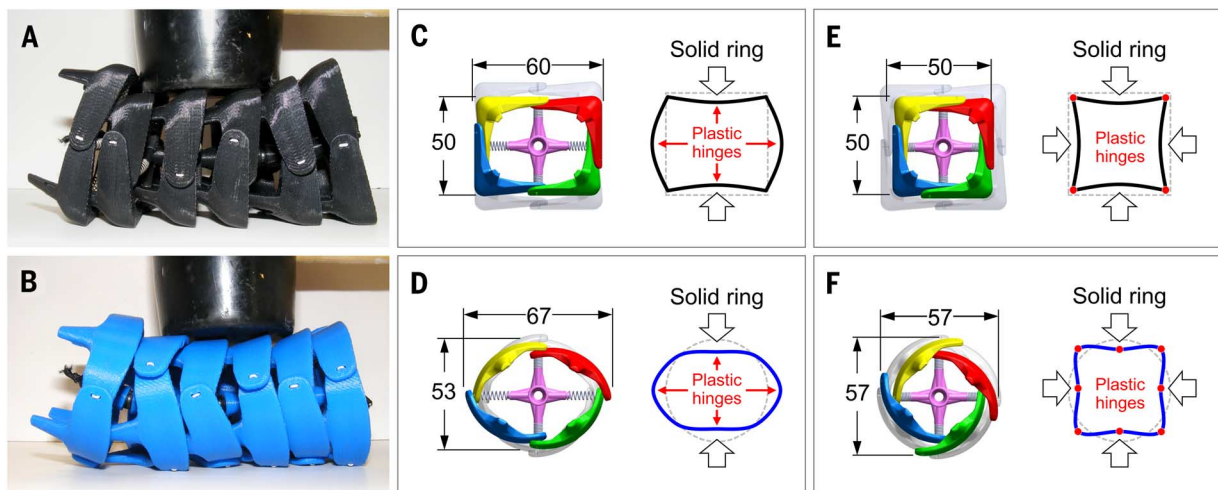 A
B
C
60
50
Solid ring
Plastic
hinges
D
67
53
Solid ring
Plastic
hinges
E
50
50
Solid ring
Plastic
hinges
F
57
57
Solid ring
Plastic
hinges